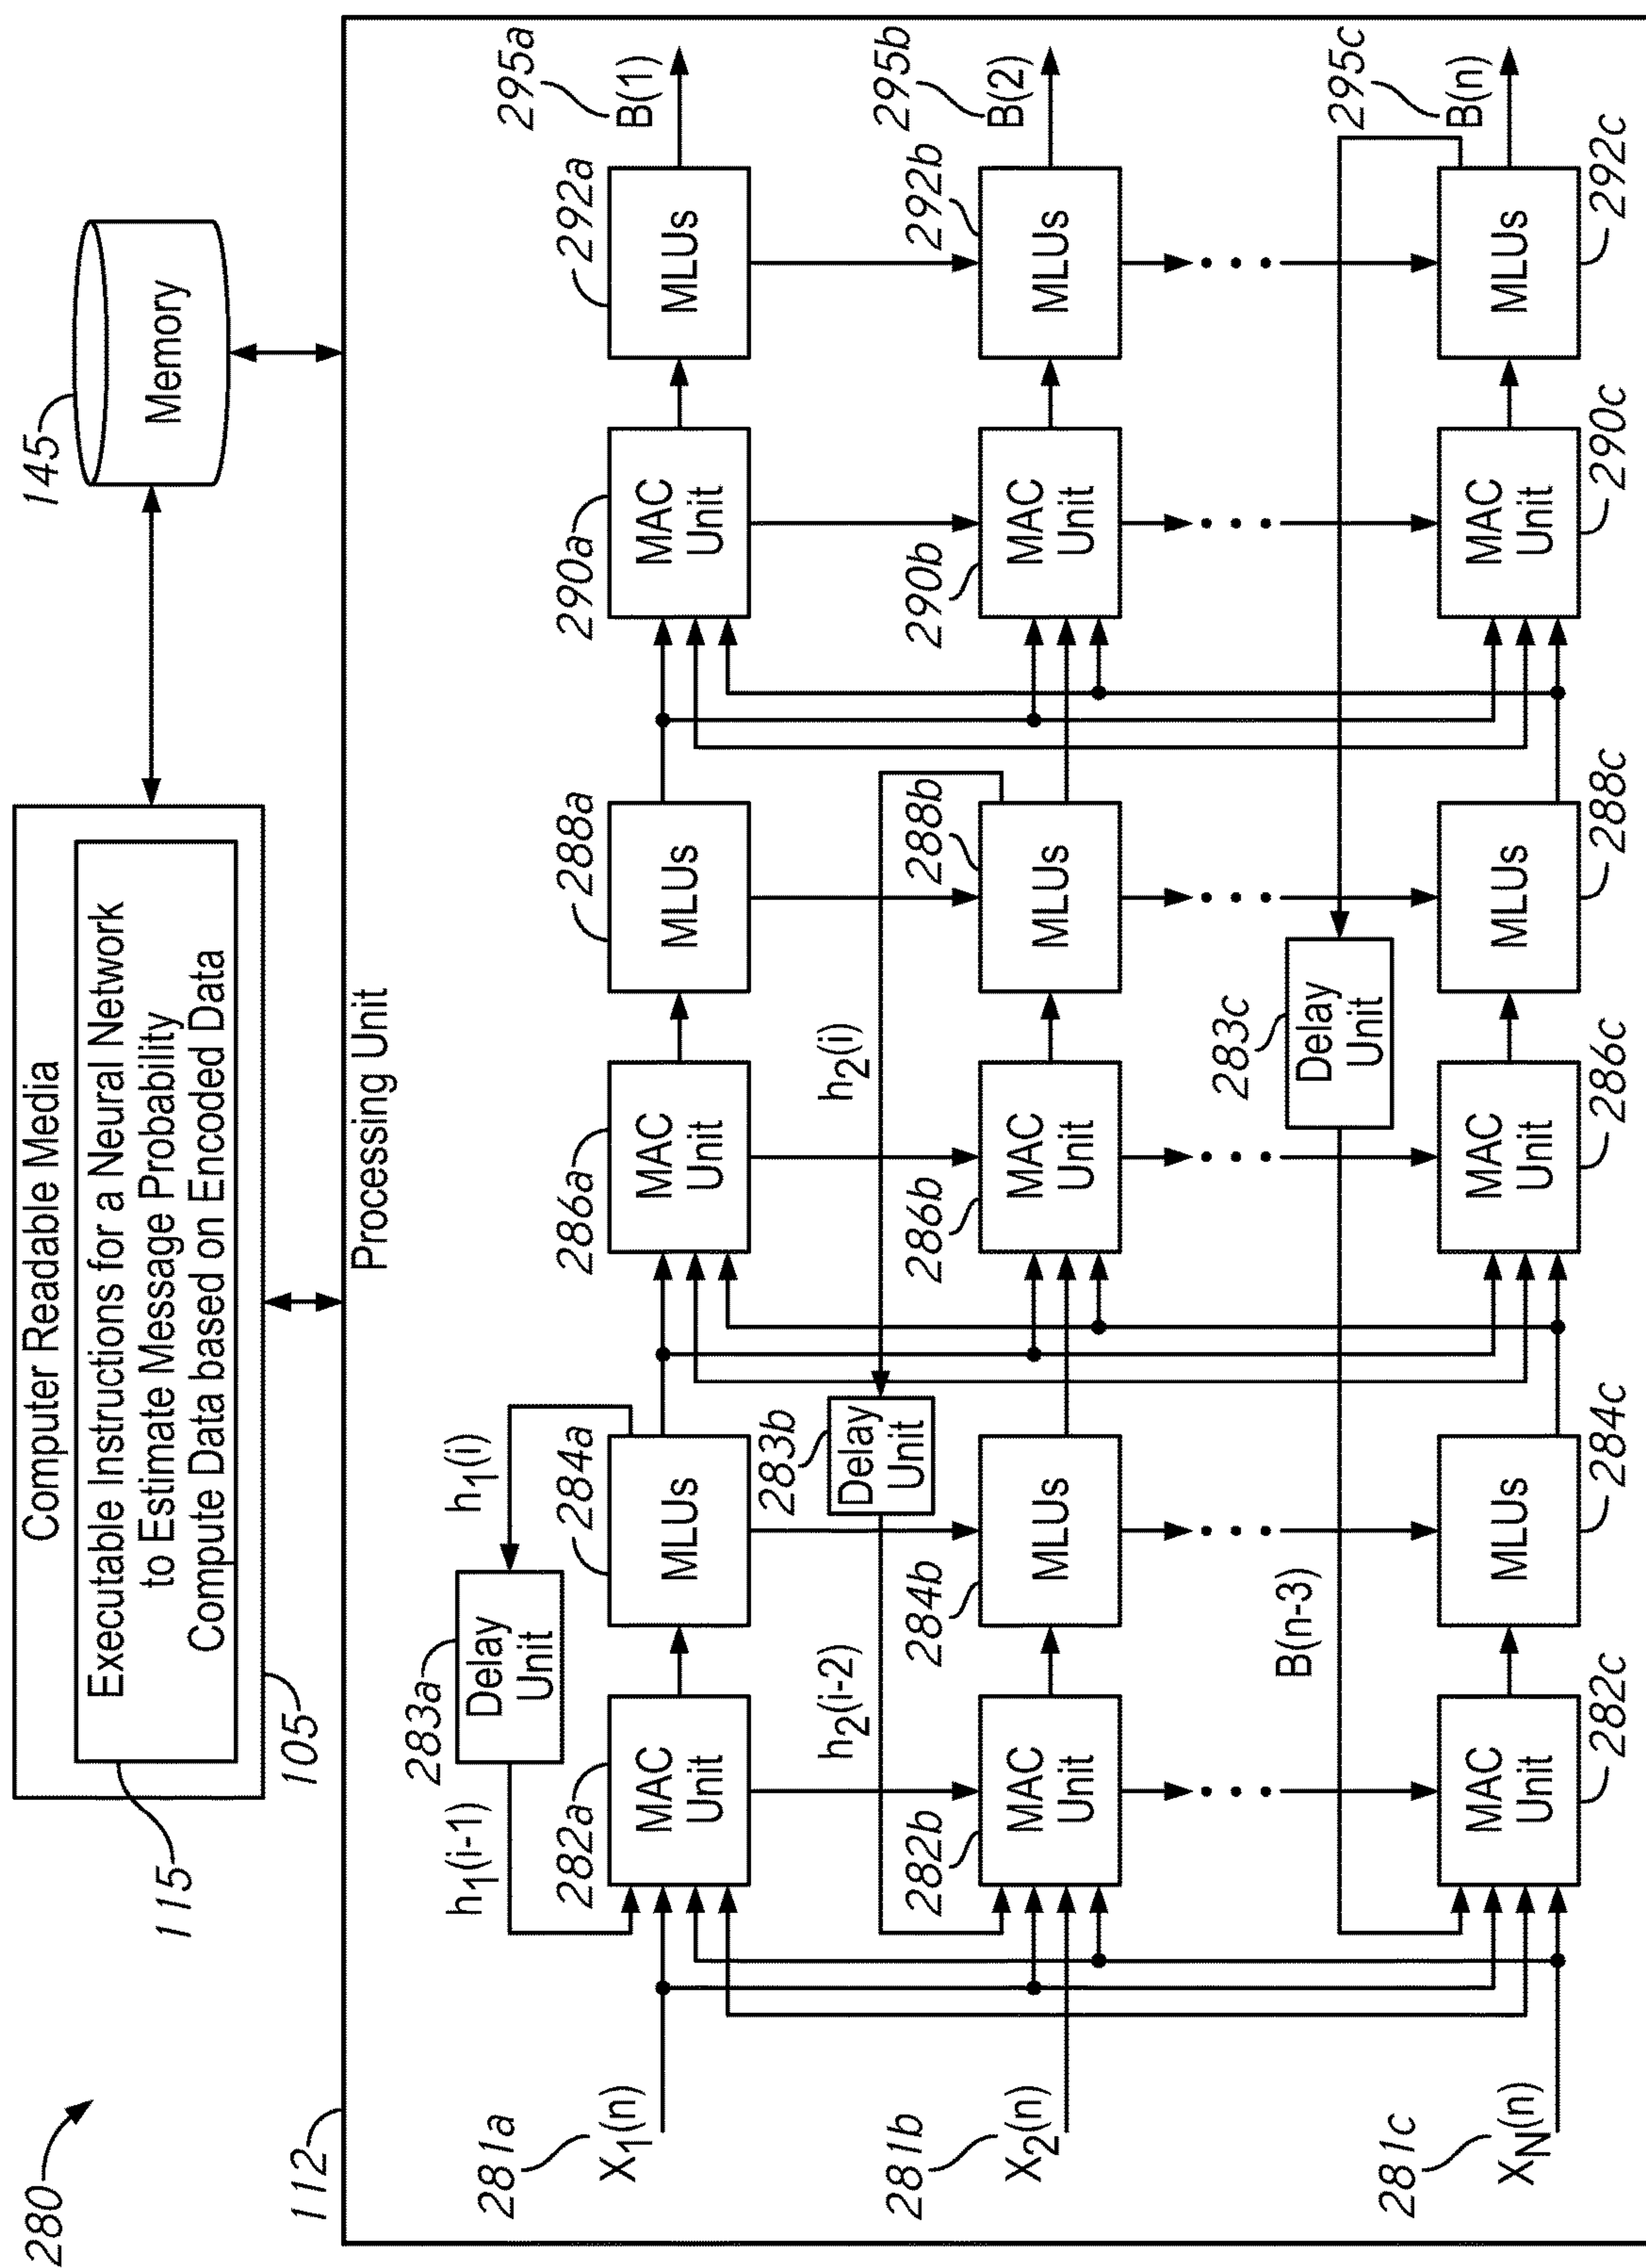 280
Computer Readable Media
Executable Instructions for a Neural Network
to Estimate Message Probability
Compute Data based on Encoded Data
115
105
145
Memory
112
Processing Unit
h1(i-1)
283a
Delay
Unit
h1(i)
281a
X1(n)
282a
MAC
Unit
284a
MLUs
286a
MAC
Unit
288a
MLUs
290a
MAC
Unit
292a
MLUs
295a
B(1)
h2(i-2)
283b
Delay
Unit
h2(i)
281b
X2(n)
282b
MAC
Unit
284b
MLUs
286b
MAC
Unit
288b
MLUs
290b
MAC
Unit
292b
MLUs
295b
B(2)
B(n-3)
283c
Delay
Unit
281c
XN(n)
282c
MAC
Unit
284c
MLUs
286c
MAC
Unit
288c
MLUs
290c
MAC
Unit
292c
MLUs
295c
B(n)